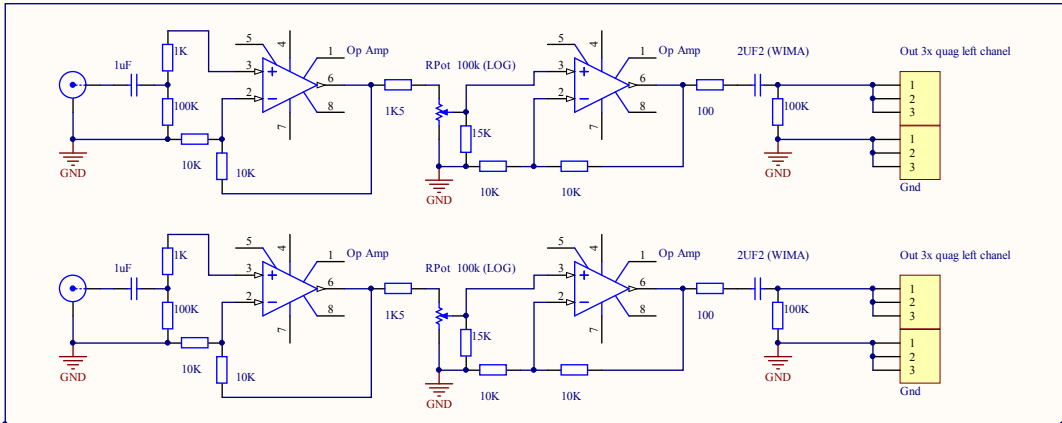 5
4
1
Op Amp
5
4
1
Op Amp
2UF2 (WIMA)
Out 3x quag left chanel
1K
1uF
3
2
6
RPot 100k (LOG)
3
2
6
1
2
3
100K
8
1K5
8
100
100K
15K
7
7
1
2
3
10K
10K
10K
10K
GND
GND
GND
Gnd
5
4
1
Op Amp
5
4
1
Op Amp
2UF2 (WIMA)
Out 3x quag left chanel
1K
1uF
3
2
6
RPot 100k (LOG)
3
2
6
1
2
3
100K
8
1K5
8
100
100K
15K
7
7
1
2
3
10K
10K
10K
10K
GND
GND
GND
Gnd